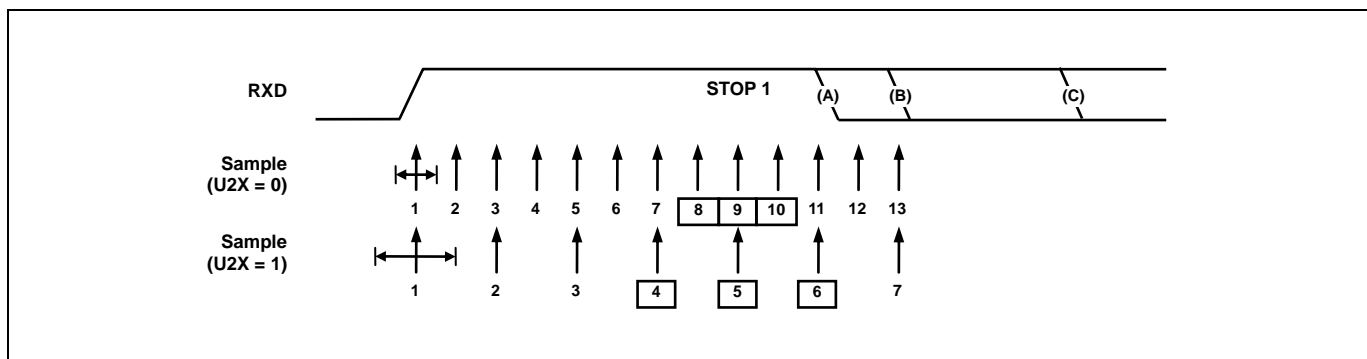 RXD STOP 1 (A) (B) (C)
Sample
(U2X = 0)
1 2 3 4 5 6 7 8 9 10 11 12 13
Sample
(U2X = 1)
1 2 3 4 5 6 7